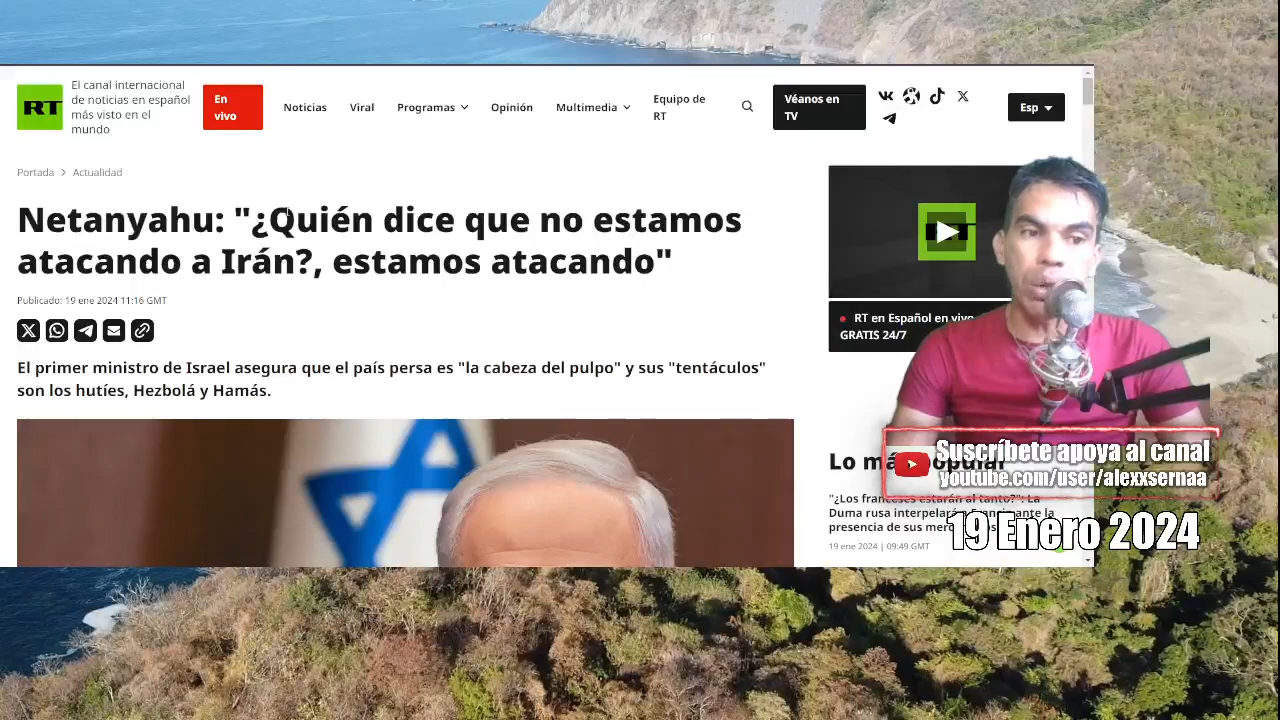 RT
El canal internacional
de noticias en español
más visto en el
mundo
En
vivo
Noticias
Viral
Programas
Opinión
Multimedia
Equipo de
RT
Véanos en
TV
Esp
Portada > Actualidad
Netanyahu: "¿Quién dice que no estamos
atacando a Irán?, estamos atacando"
Publicado: 19 ene 2024 11:16 GMT
El primer ministro de Israel asegura que el país persa es "la cabeza del pulpo" y sus "tentáculos"
son los hutíes, Hezbolá y Hamás.
RT en Español en vivo
GRATIS 24/7
Lo más popular
"¿Los franceses estarán al tanto?": La
Duma rusa interpelará
la
presencia de sus
19 ene 2024 | 09:49 GMT
Suscríbete apoya al canal
youtube.com/user/alexxsernaa
19 Enero 2024